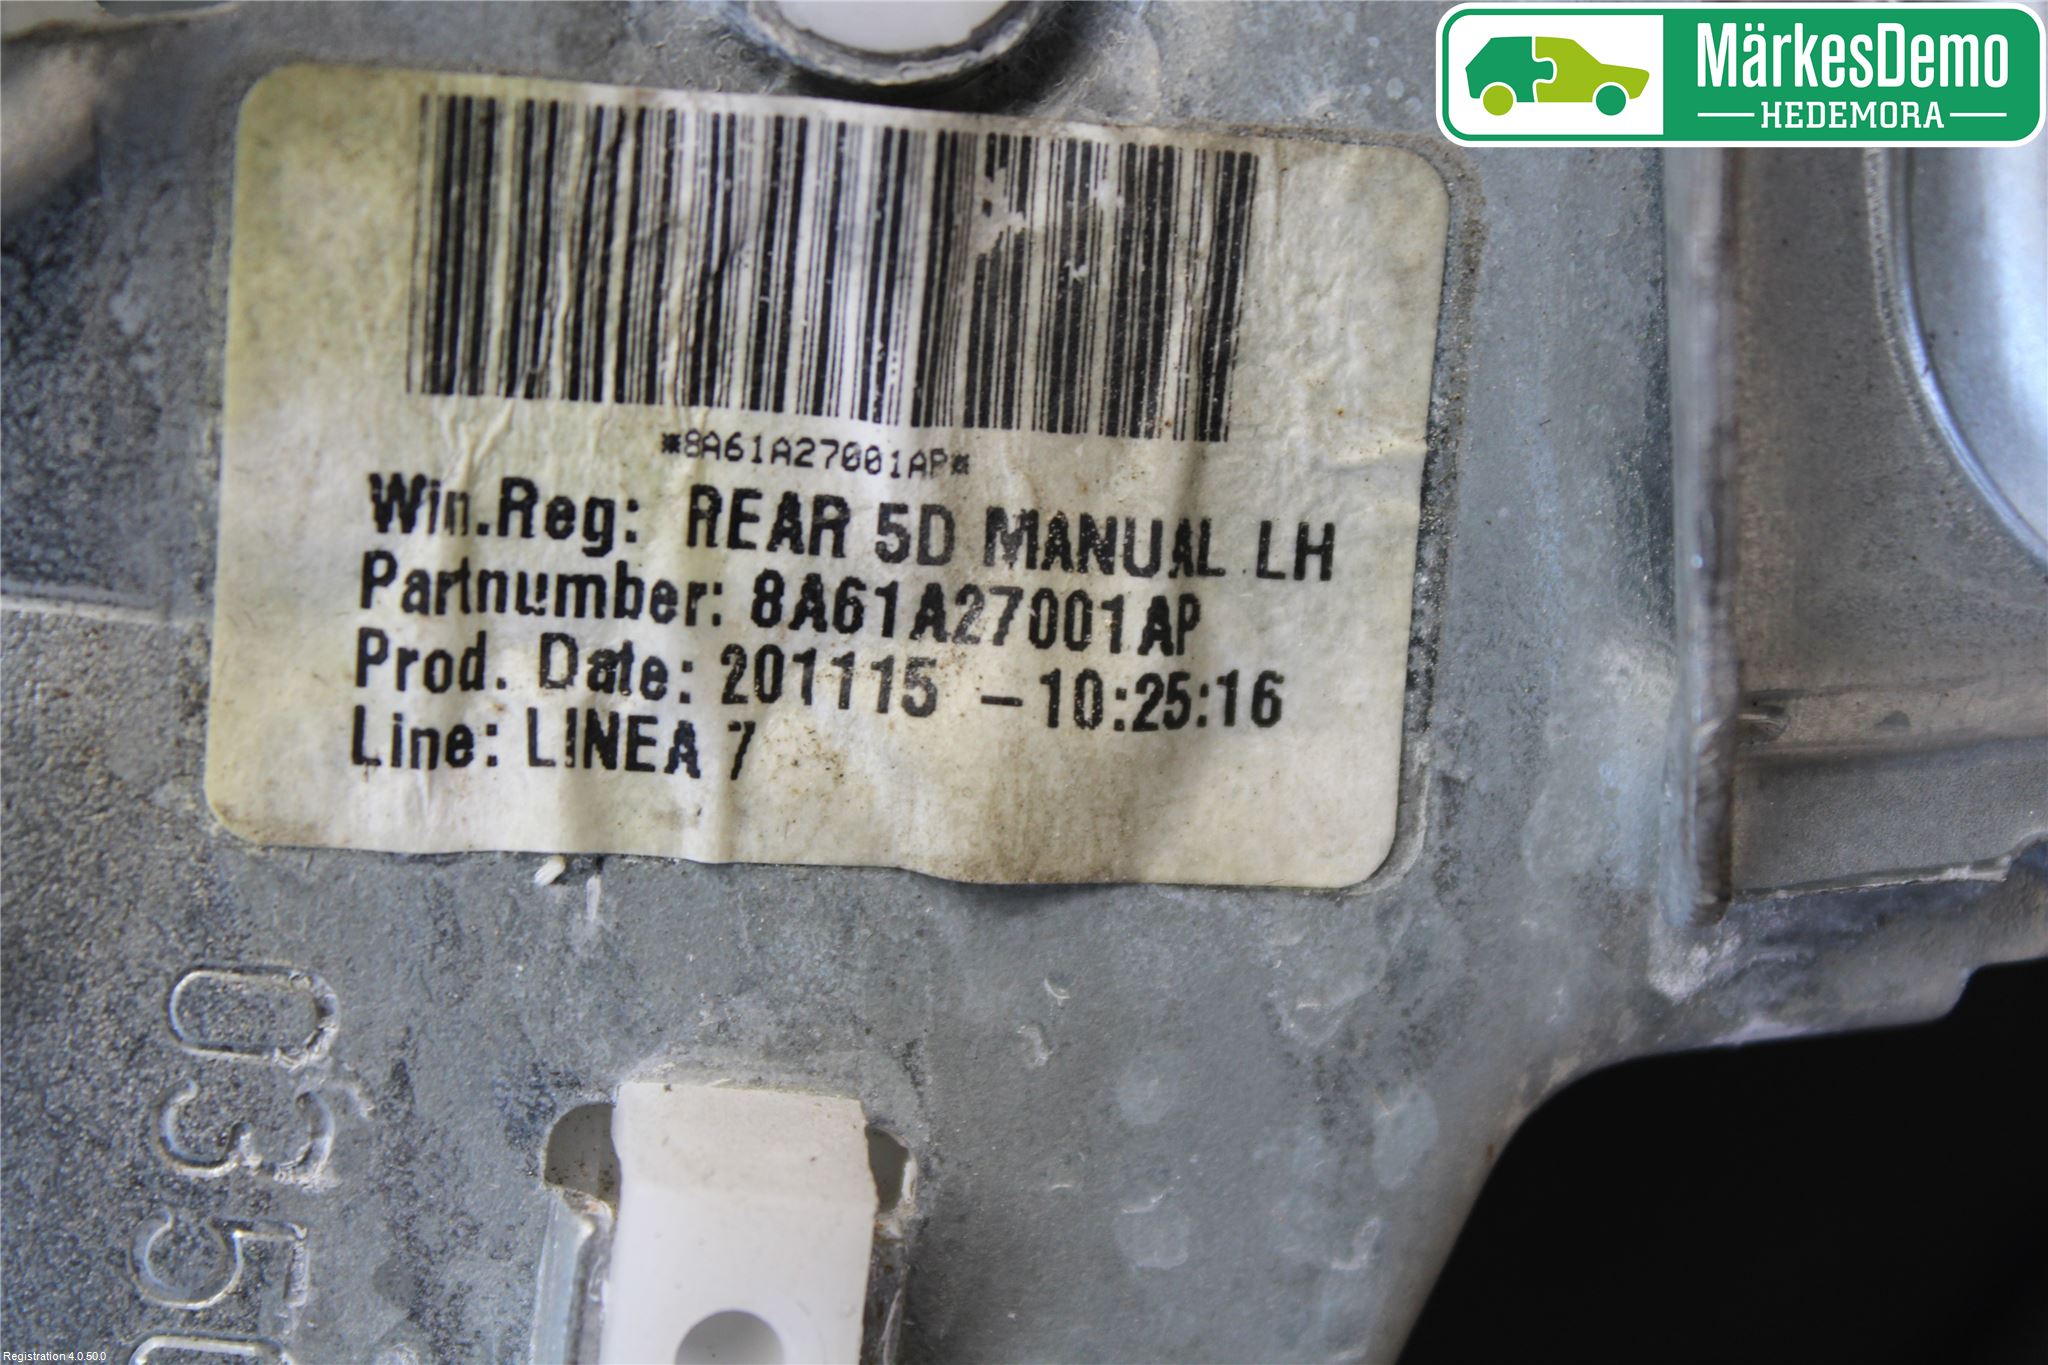 MärkesDemo
HEDEMORA
*8A61A27001AP*
Win.Reg: REAR 5D MANUAL LH
Partnumber: 8A61A27001AP
Prod. Date: 201115 - 10:25:16
Line: LINEA 7
035
Registration 4.0.50.0